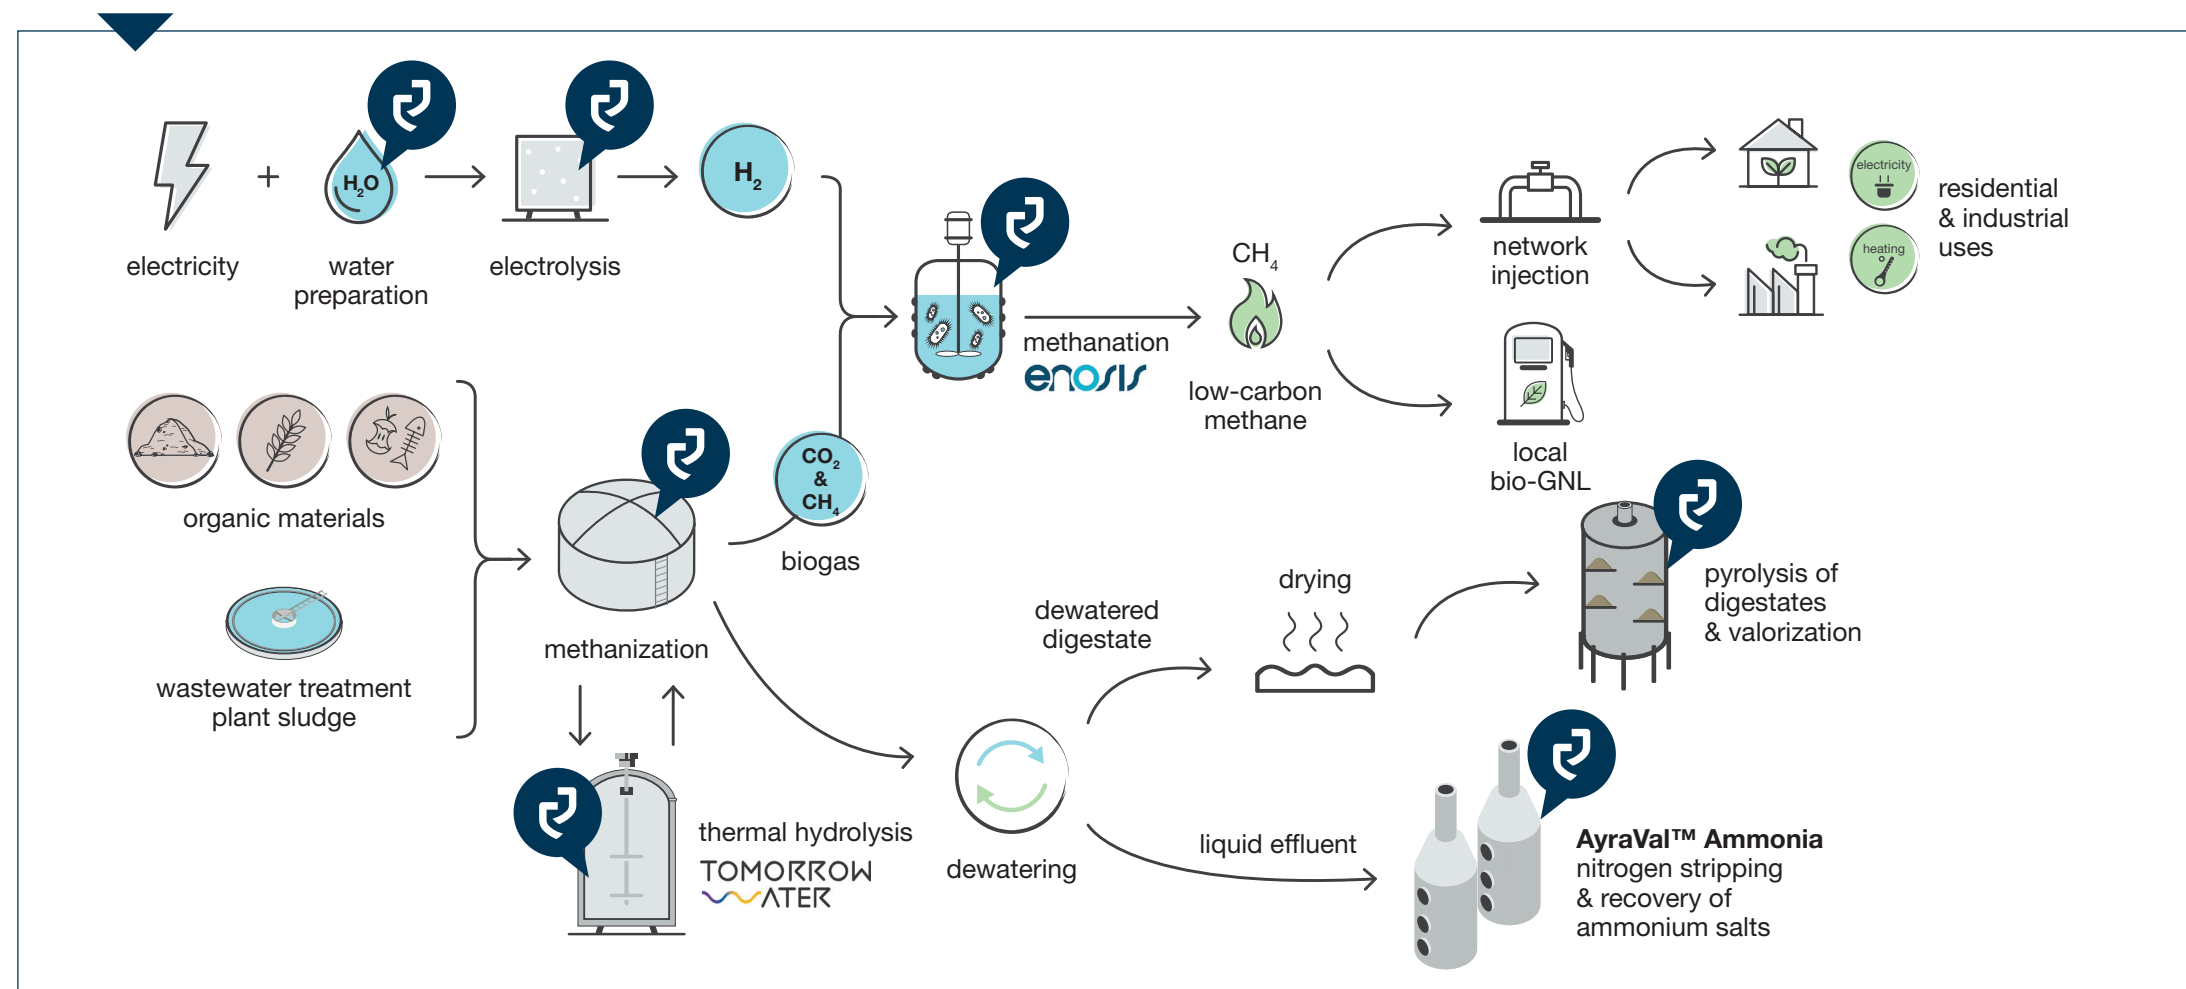 electricity
+
H2O
water
preparation
electrolysis
H2
organic materials
wastewater treatment
plant sludge
methanization
CO2
&
CH4
biogas
thermal hydrolysis
TOMORROW
WATER
methanation
enosis
CH4
low-carbon
methane
network
injection
electricity
heating
residential
& industrial
uses
local
bio-GNL
dewatering
dewatered
digestate
drying
pyrolysis of
digestates
& valorization
liquid effluent
AyraVal™ Ammonia
nitrogen stripping
& recovery of
ammonium salts